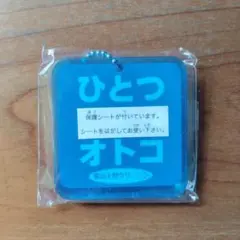 ひとつ
保護シートが付いています。
シートをはがしてお使い下さい。
オトコ